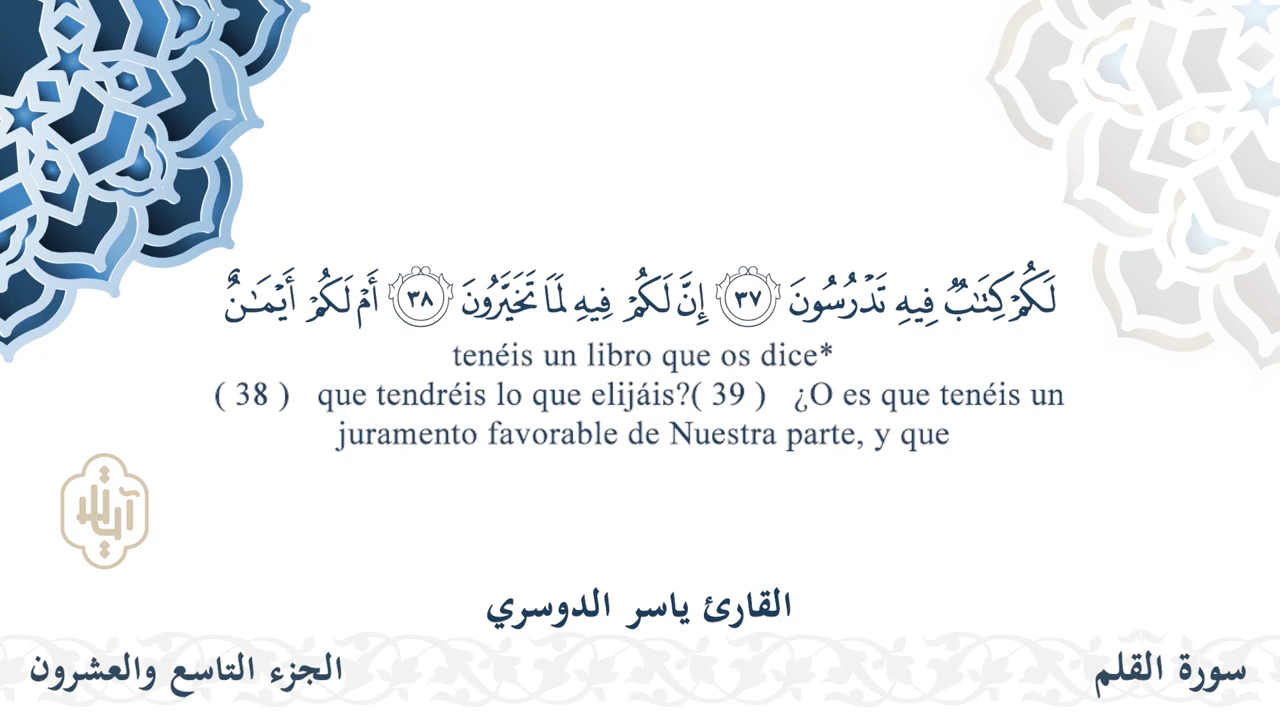 لَكُمْ كِتَٰبٌ فِيهِ تَدْرُسُونَ ٣٧ إِنَّ لَكُمْ فِيهِ لَمَا تَخَيَّرُونَ ٣٨ أَمْ لَكُمْ أَيْمَٰنٌ
tenéis un libro que os dice*
( 38 ) que tendréis lo que elijáis?( 39 ) ¿O es que tenéis un
juramento favorable de Nuestra parte, y que
القارئ ياسر الدوسري
سورة القلم
الجزء التاسع والعشرون